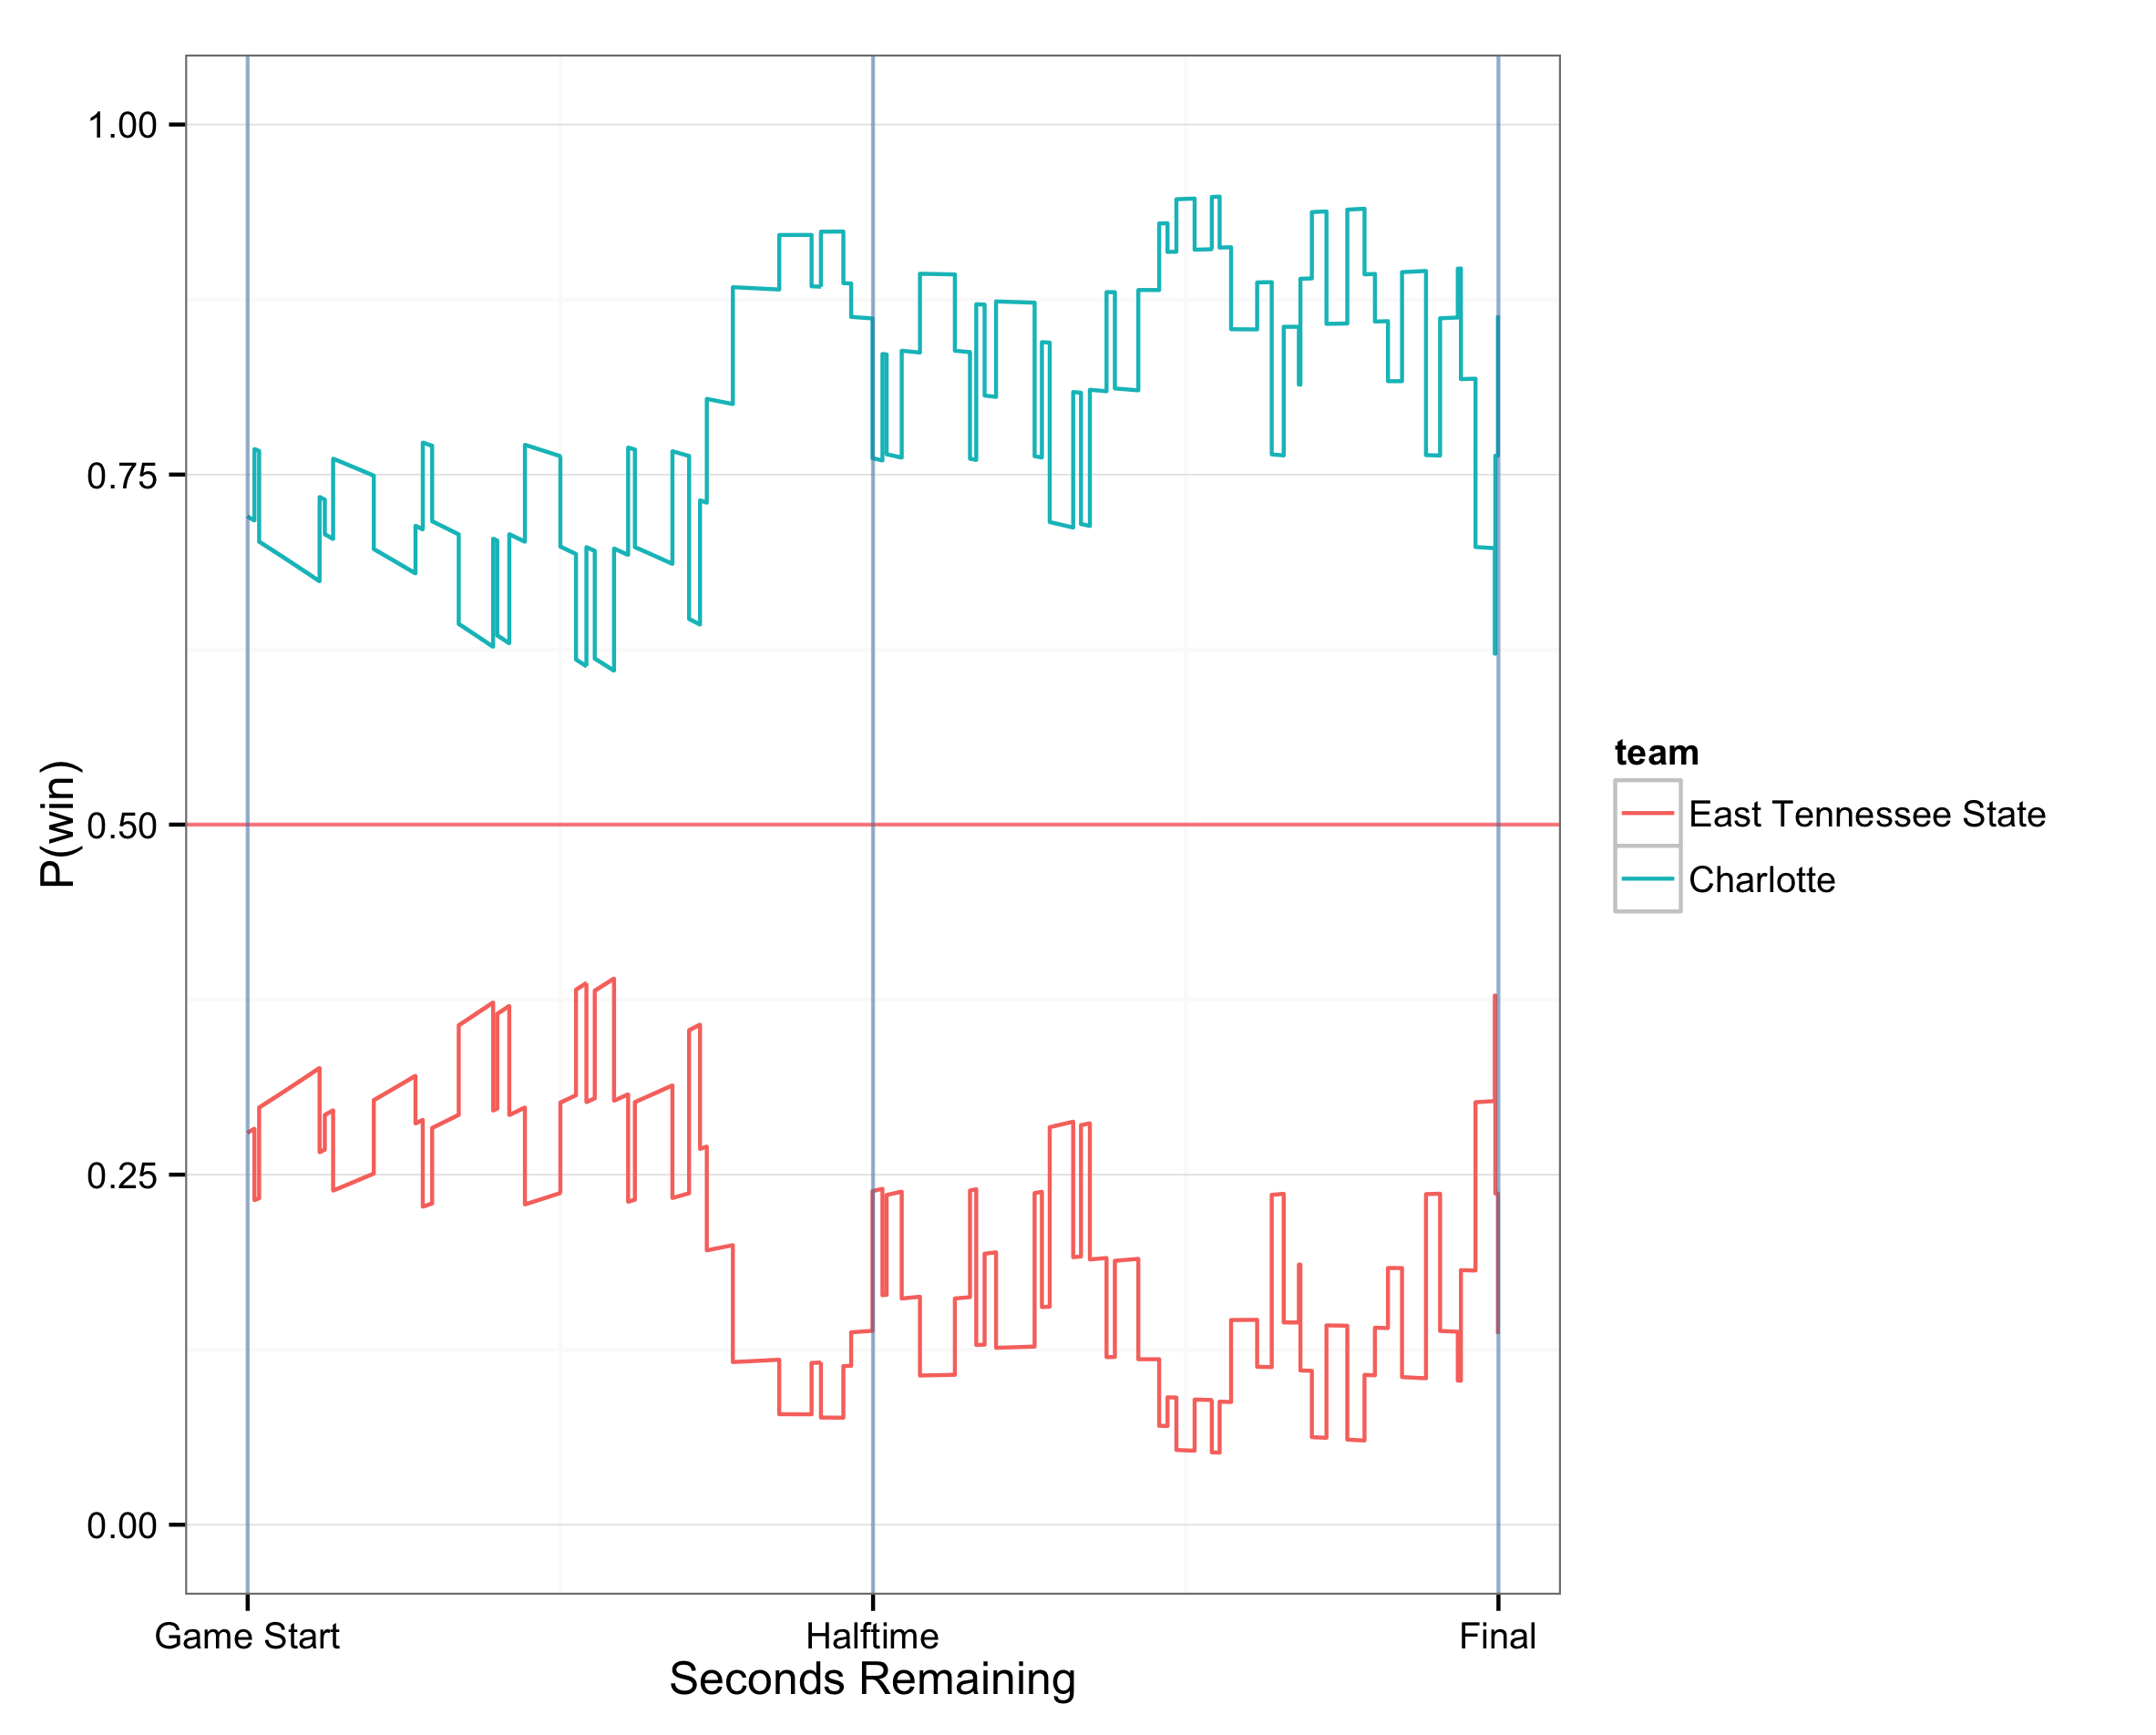 1.00
0.75
0.50
0.25
0.00
P(win)
Game Start
Halftime
Final
Seconds Remaining
team
East Tennessee State
Charlotte